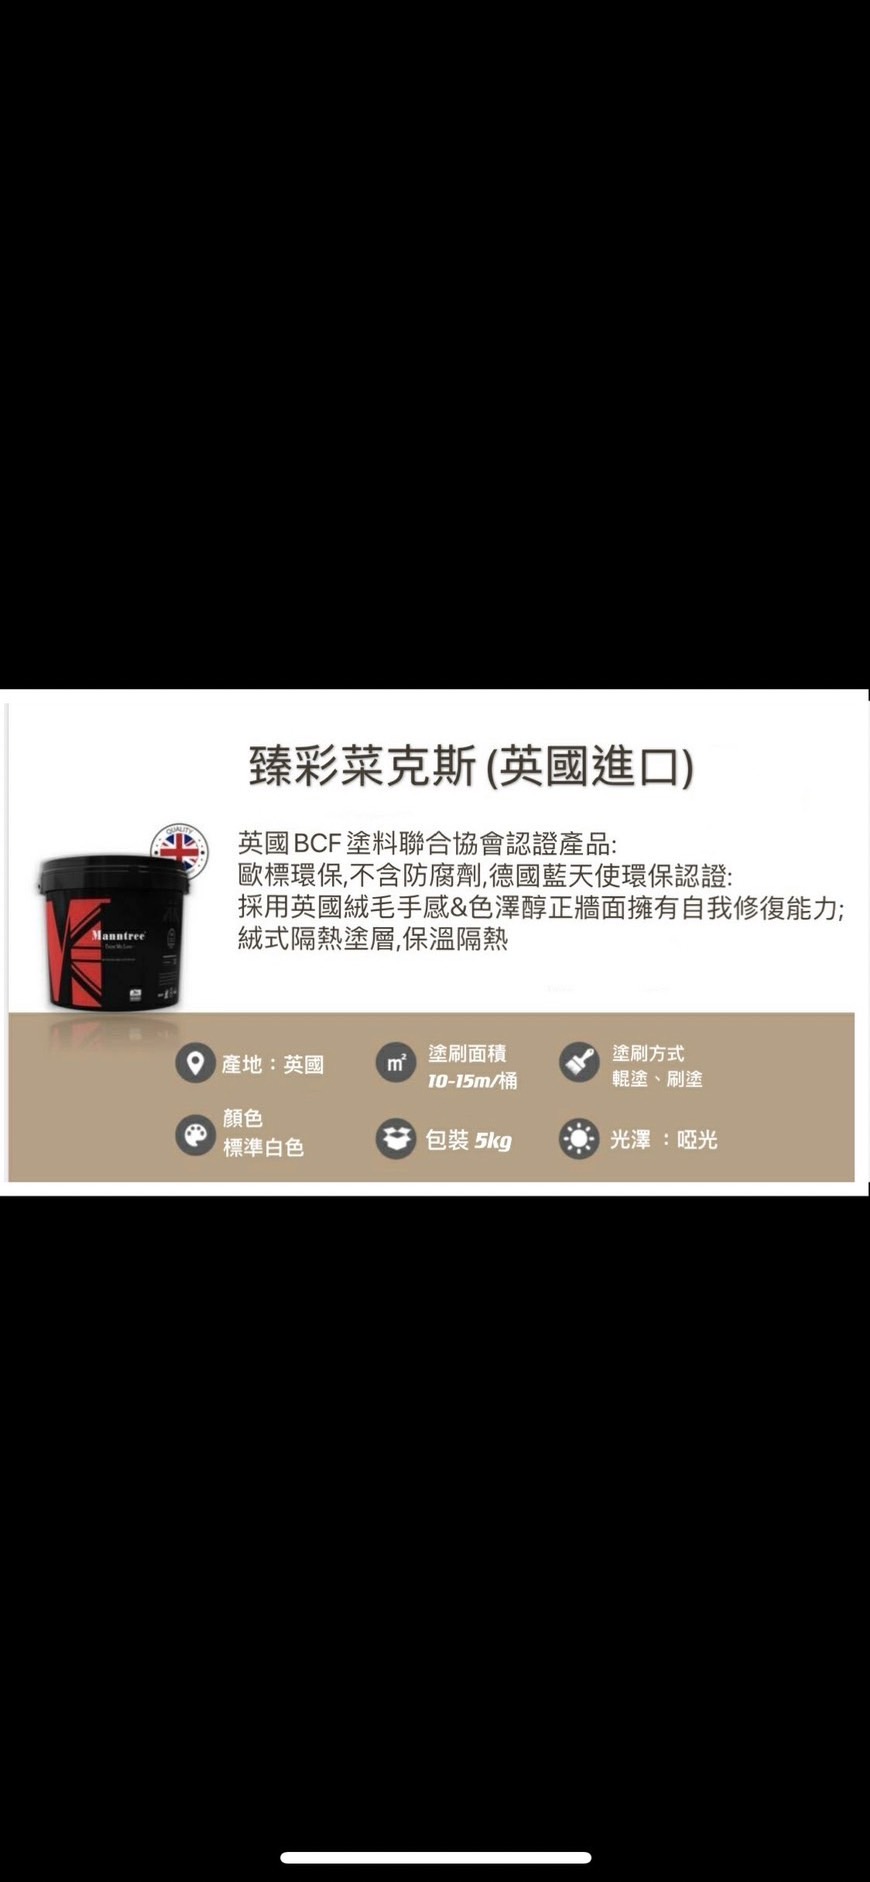 臻彩菜克斯(英國進口)
QUALITY
英國BCF塗料聯合協會認證產品:
歐標環保,不含防腐劑,德國藍天使環保認證:
採用英國絨毛手感&色澤醇正牆面擁有自我修復能力;
絨式隔熱塗層,保溫隔熱
Manntree
產地：英國
m²
塗刷面積
10-15m/桶
塗刷方式
輥塗、刷塗
顏色
標準白色
包裝 5kg
光澤 ：啞光